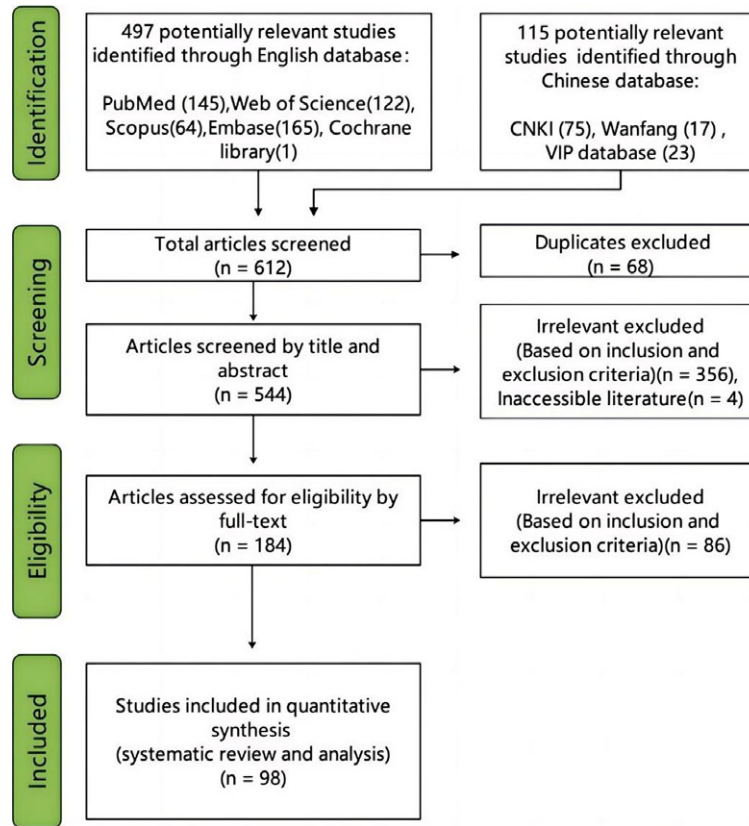 Identification
497 potentially relevant studies
identified through English database：
PubMed (145),Web of Science(122),
Scopus(64),Embase(165), Cochrane
library(1)
115 potentially relevant
studies identified through
Chinese database:
CNKI (75), Wanfang (17) ,
VIP database (23)
Screening
Total articles screened
(n = 612)
Duplicates excluded
(n = 68)
Articles screened by title and
abstract
(n = 544)
Irrelevant excluded
(Based on inclusion and
exclusion criteria)(n = 356),
Inaccessible literature(n = 4)
Eligibility
Articles assessed for eligibility by
full-text
(n = 184)
Irrelevant excluded
(Based on inclusion and
exclusion criteria)(n = 86)
Included
Studies included in quantitative
synthesis
(systematic review and analysis)
(n = 98)